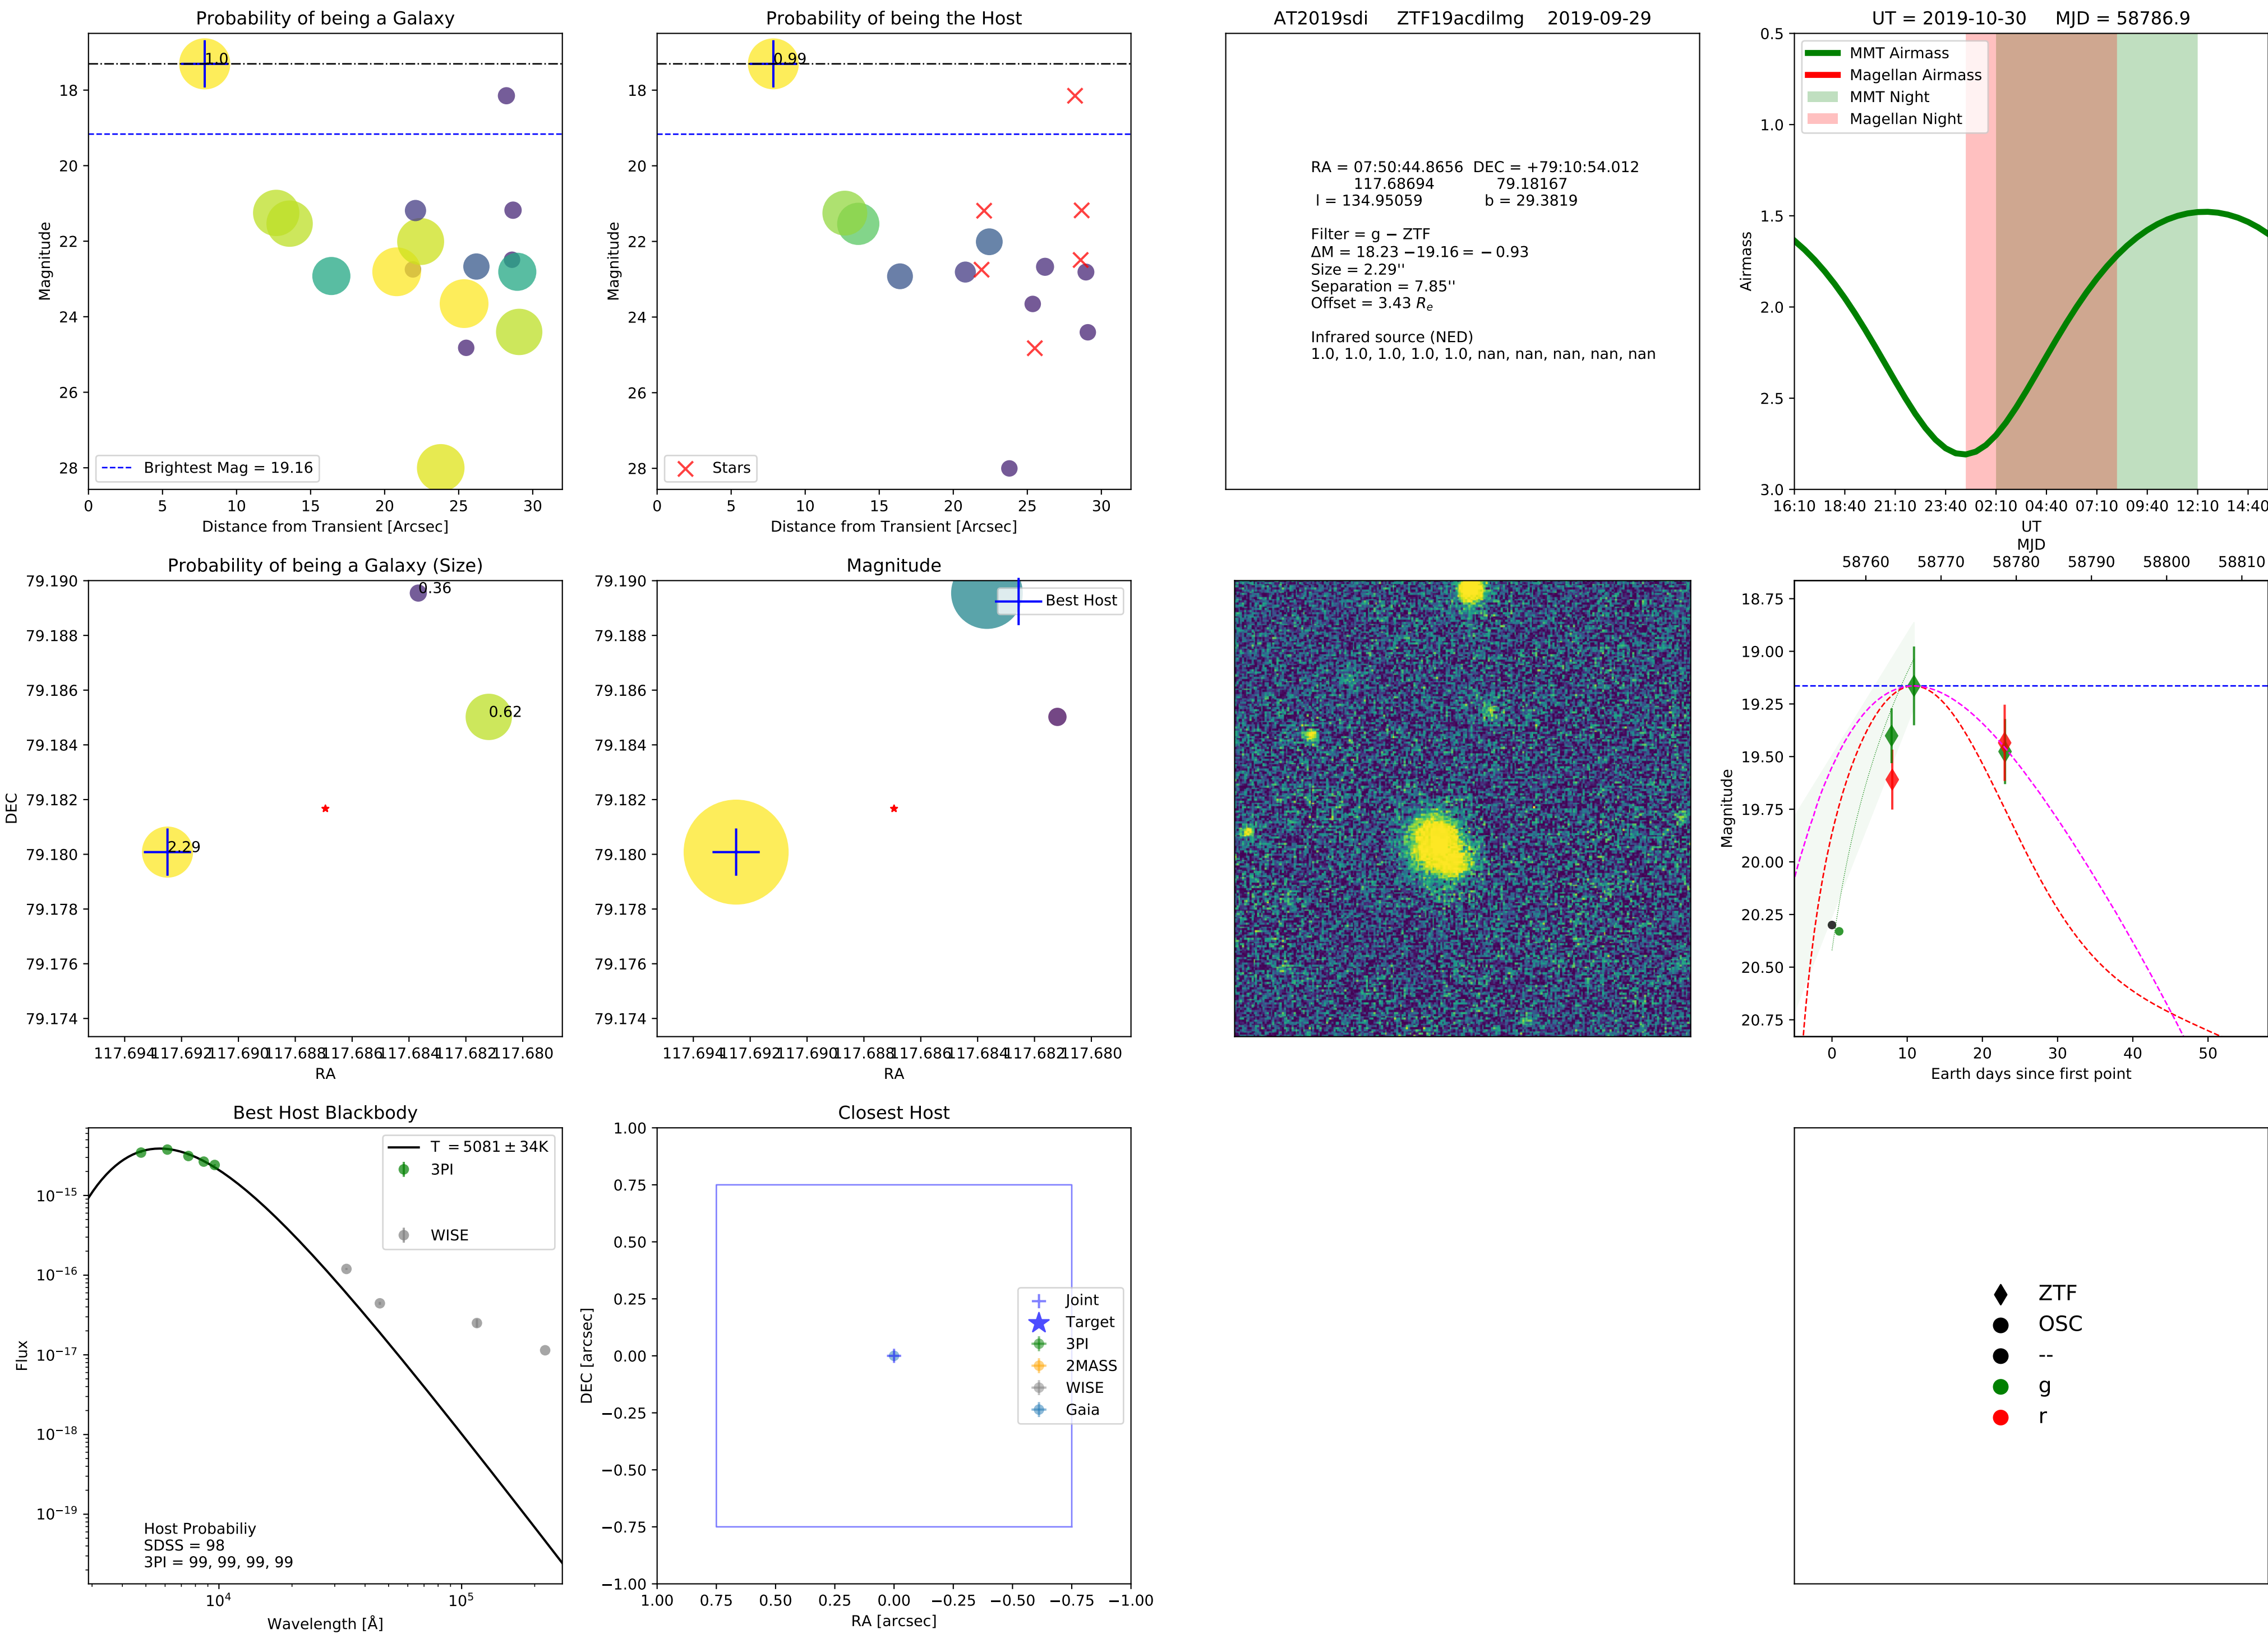 Probability of being a Galaxy
1.0
18
20
22
24
26
28
Magnitude
Brightest Mag = 19.16
0 5 10 15 20 25 30
Distance from Transient [Arcsec]
Probability of being the Host
0.99
18
20
22
24
26
28
Magnitude
Stars
0 5 10 15 20 25 30
Distance from Transient [Arcsec]
AT2019sdi ZTF19acdilmg 2019-09-29
RA = 07:50:44.8656 DEC = +79:10:54.012
117.68694 79.18167
l = 134.95059 b = 29.3819
Filter = g − ZTF
ΔM = 18.23 −19.16 = −0.93
Size = 2.29''
Separation = 7.85''
Offset = 3.43 Re
Infrared source (NED)
1.0, 1.0, 1.0, 1.0, 1.0, nan, nan, nan, nan, nan
UT = 2019-10-30 MJD = 58786.9
MMT Airmass
Magellan Airmass
MMT Night
Magellan Night
0.5
1.0
1.5
2.0
2.5
3.0
Airmass
16:10 18:40 21:10 23:40 02:10 04:40 07:10 09:40 12:10 14:40
UT
Probability of being a Galaxy (Size)
0.36
0.62
2.29
79.190
79.188
79.186
79.184
79.182
79.180
79.178
79.176
79.174
DEC
117.694 117.692 117.690 117.688 117.686 117.684 117.682 117.680
RA
Magnitude
Best Host
79.190
79.188
79.186
79.184
79.182
79.180
79.178
79.176
79.174
117.694 117.692 117.690 117.688 117.686 117.684 117.682 117.680
RA
MJD
58760 58770 58780 58790 58800 58810
18.75
19.00
19.25
19.50
19.75
20.00
20.25
20.50
20.75
Magnitude
0 10 20 30 40 50
Earth days since first point
Best Host Blackbody
T = 5081 ± 34K
3PI
WISE
10−15
10−16
10−17
10−18
10−19
Flux
Host Probabiliy
SDSS = 98
3PI = 99, 99, 99, 99
104 105
Wavelength [Å]
Closest Host
1.00
0.75
0.50
0.25
0.00
−0.25
−0.50
−0.75
−1.00
DEC [arcsec]
Joint
Target
3PI
2MASS
WISE
Gaia
1.00 0.75 0.50 0.25 0.00 −0.25 −0.50 −0.75 −1.00
RA [arcsec]
ZTF
OSC
--
g
r